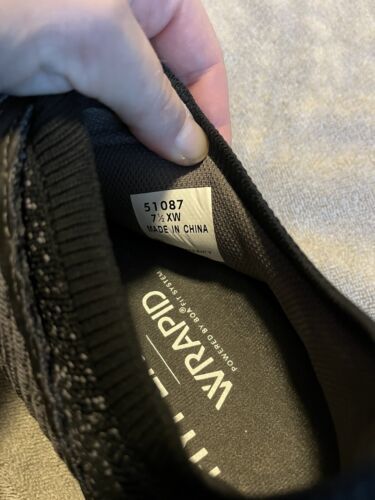 51087
7½ XW
MADE IN CHINA
WRAPID
POWERED BY BOA® FIT SYSTEM